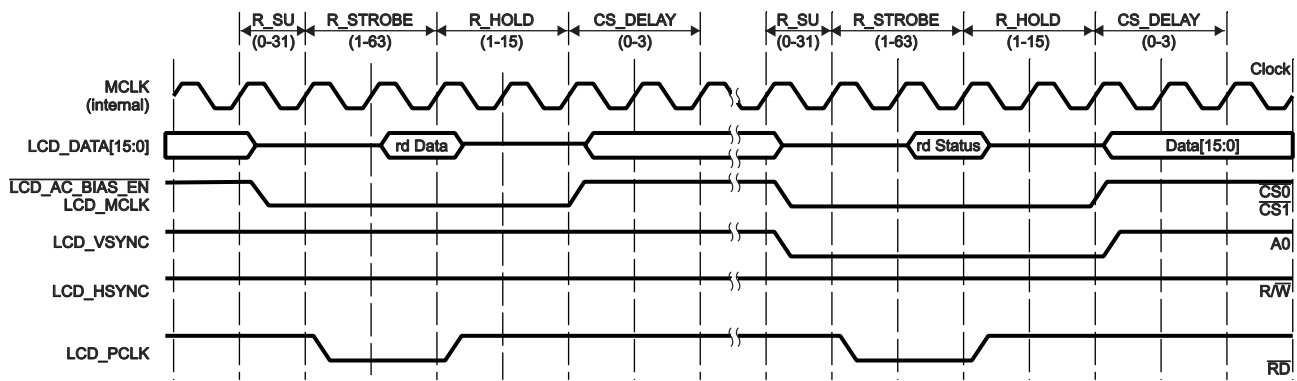 R_SU R_STROBE R_HOLD CS_DELAY R_SU R_STROBE R_HOLD CS_DELAY
(0-31) (1-63) (1-15) (0-3) (0-31) (1-63) (1-15) (0-3)
Clock
MCLK
(internal)
LCD_DATA[15:0] rd Data rd Status Data[15:0]
LCD_AC_BIAS_EN CS0
LCD_MCLK CS1
LCD_VSYNC A0
LCD_HSYNC R/W
LCD_PCLK
RD